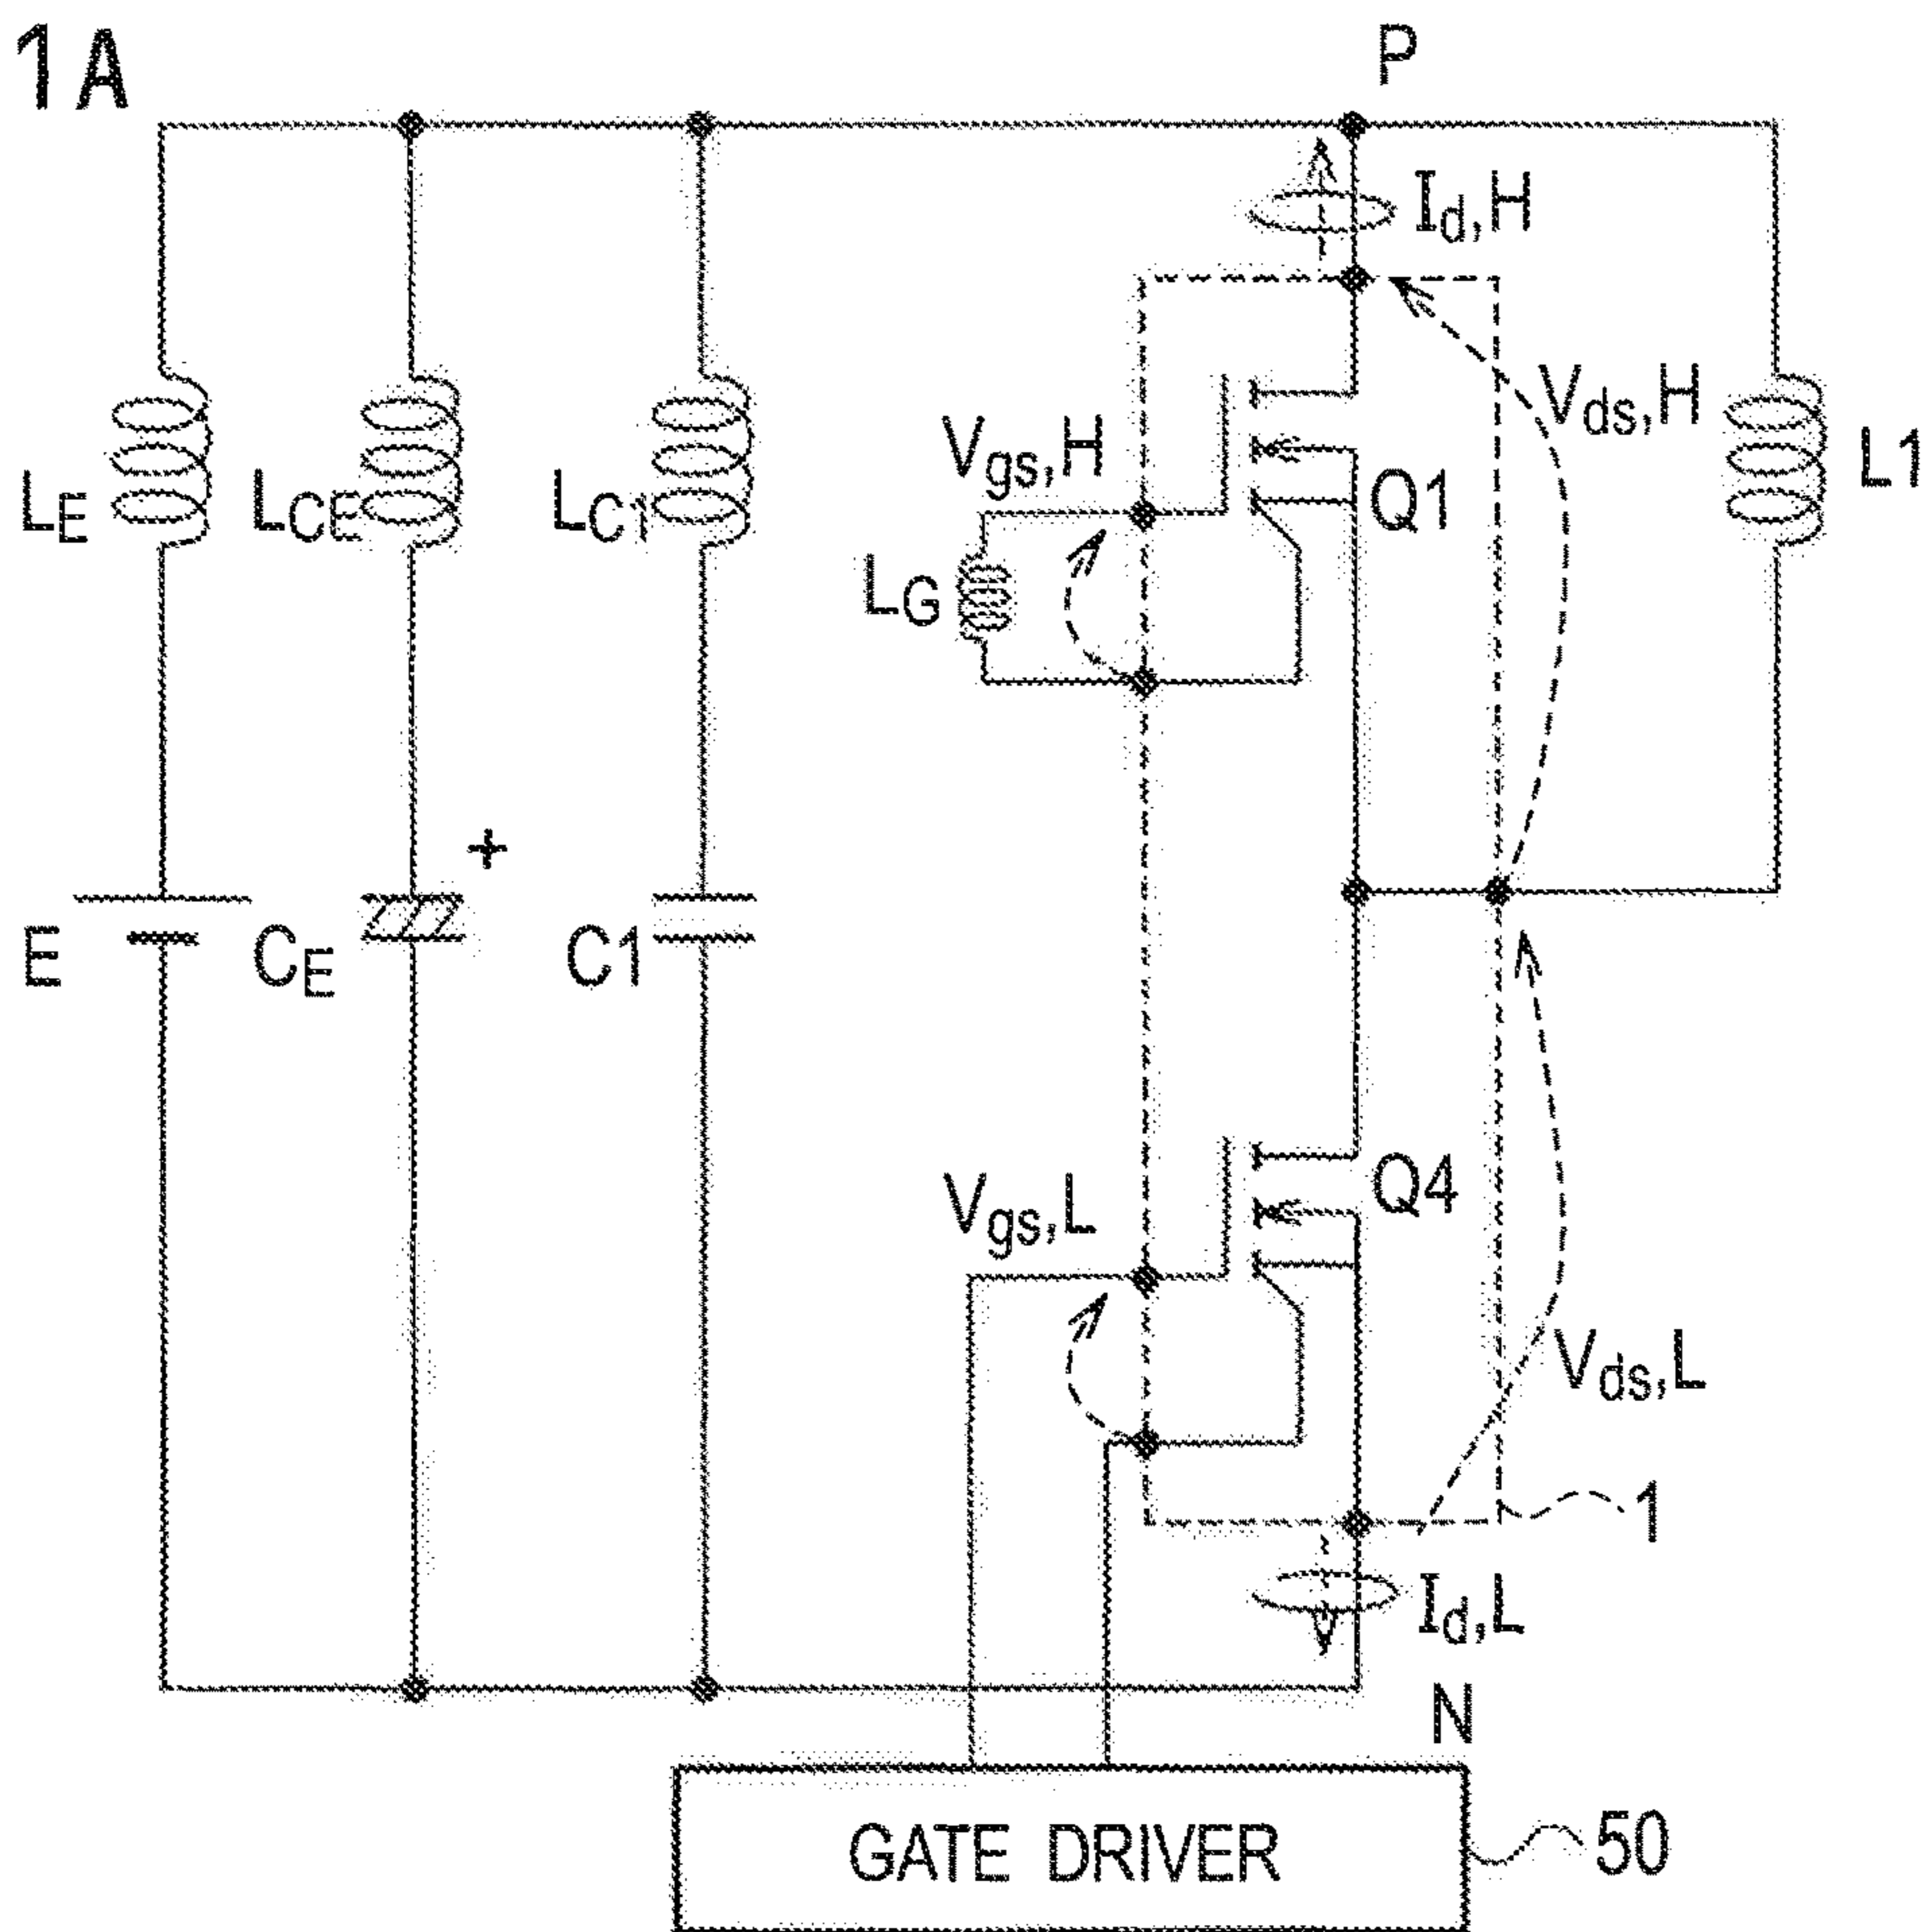 1A
P
Id,H
Vds,H
Vgs,H
L1
LE
LCE
LC1
Q1
LG
+
E
CE
C1
Q4
Vgs,L
Vds,L
1
Id,L
N
GATE DRIVER
50